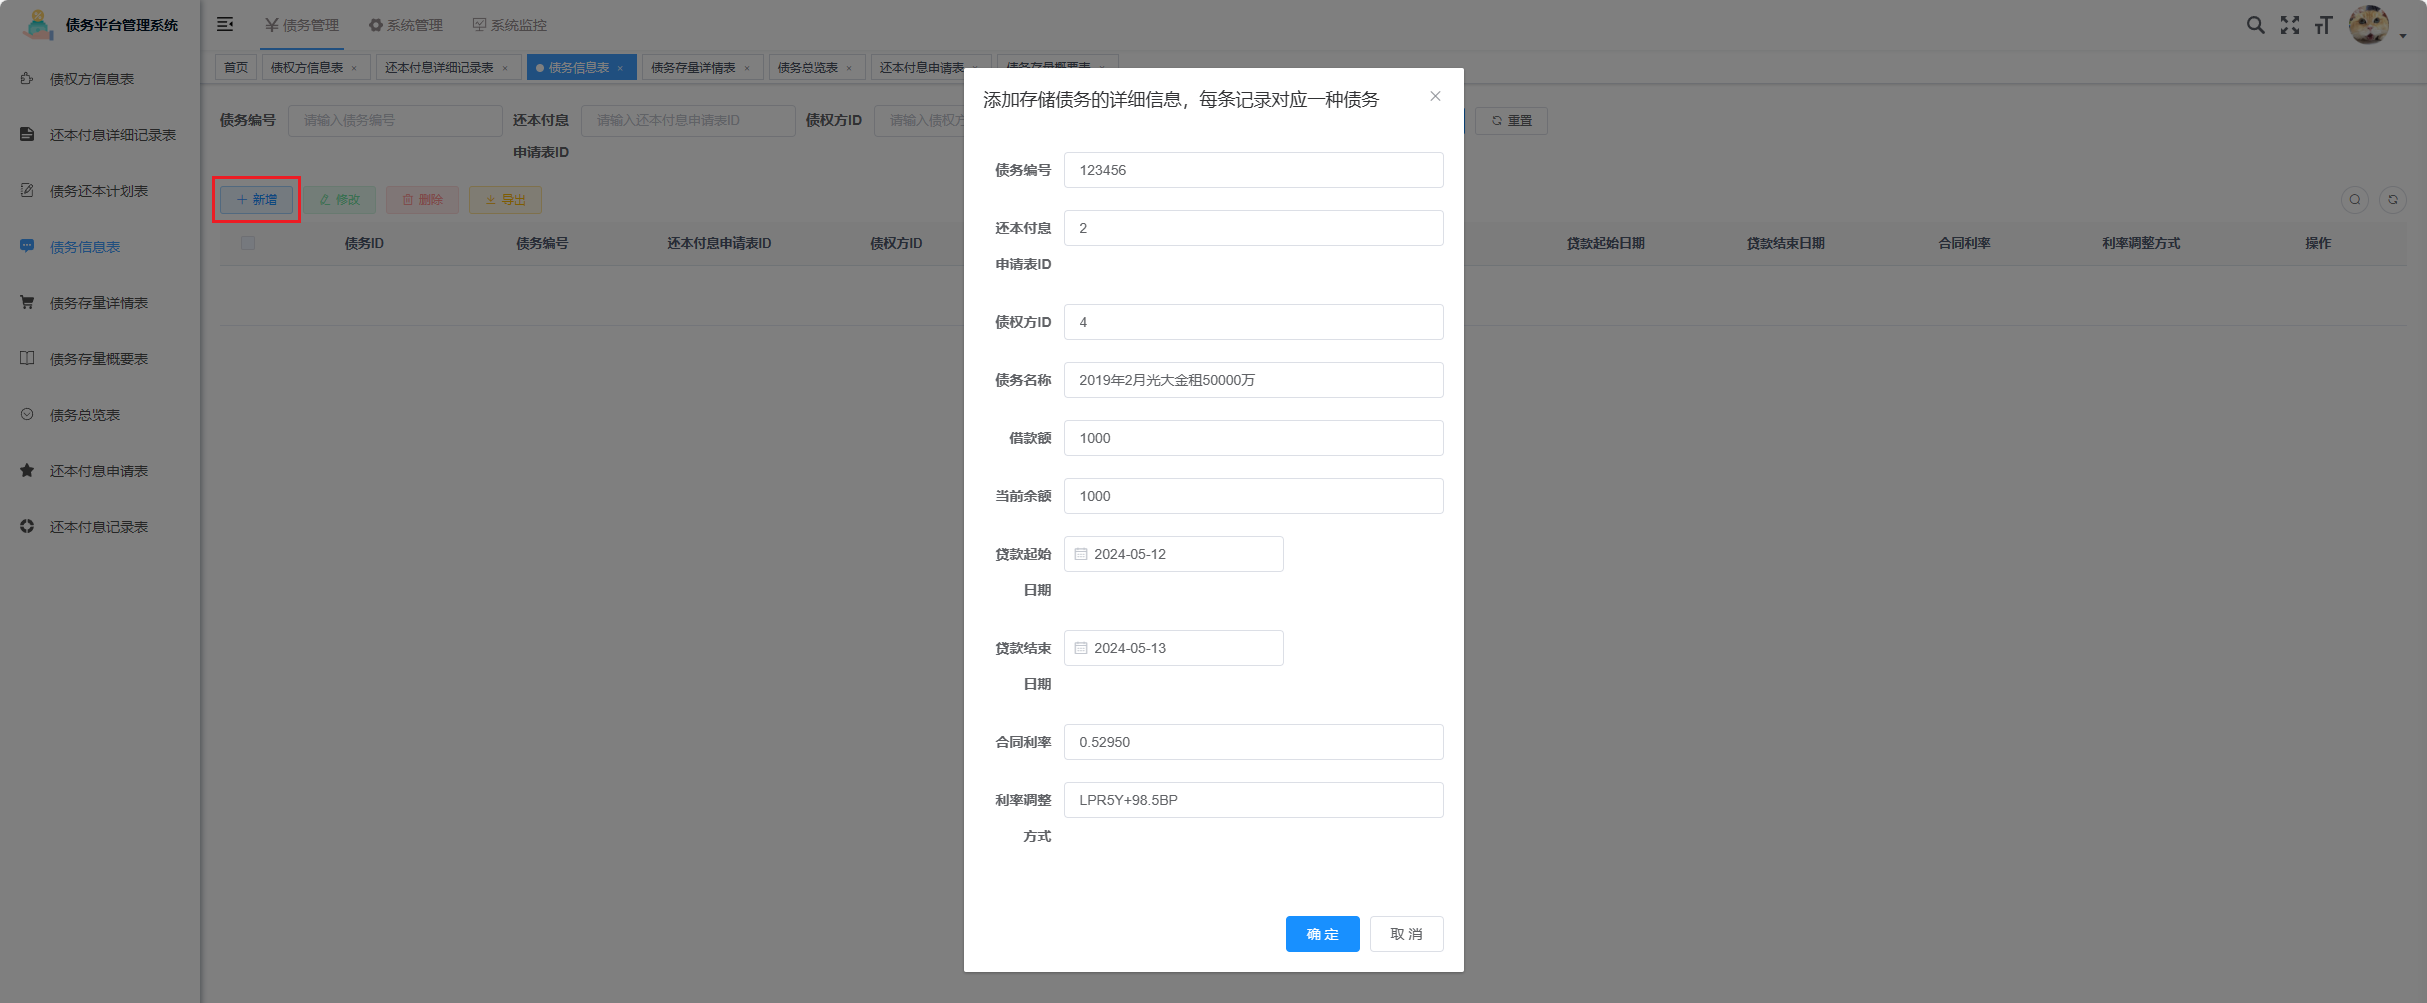 债务平台管理系统
债务管理
系统管理
系统监控
首页
债权方信息表 ×
还本付息详细记录表 ×
债务信息表 ×
债务存量详情表 ×
债务总览表 ×
还本付息申请表
债务存量概要表
债权方信息表
还本付息详细记录表
债务还本计划表
债务信息表
债务存量详情表
债务存量概要表
债务总览表
还本付息申请表
还本付息记录表
债务编号
请输入债务编号
还本付息
申请表ID
请输入还本付息申请表ID
债权方ID
请输入债权方
重置
+ 新增
修改
删除
导出
债务ID
债务编号
还本付息申请表ID
债权方ID
贷款起始日期
贷款结束日期
合同利率
利率调整方式
操作
添加存储债务的详细信息，每条记录对应一种债务
债务编号
123456
还本付息
申请表ID
2
债权方ID
4
债务名称
2019年2月光大金租50000万
借款额
1000
当前余额
1000
贷款起始
日期
2024-05-12
贷款结束
日期
2024-05-13
合同利率
0.52950
利率调整
方式
LPR5Y+98.5BP
确 定
取 消